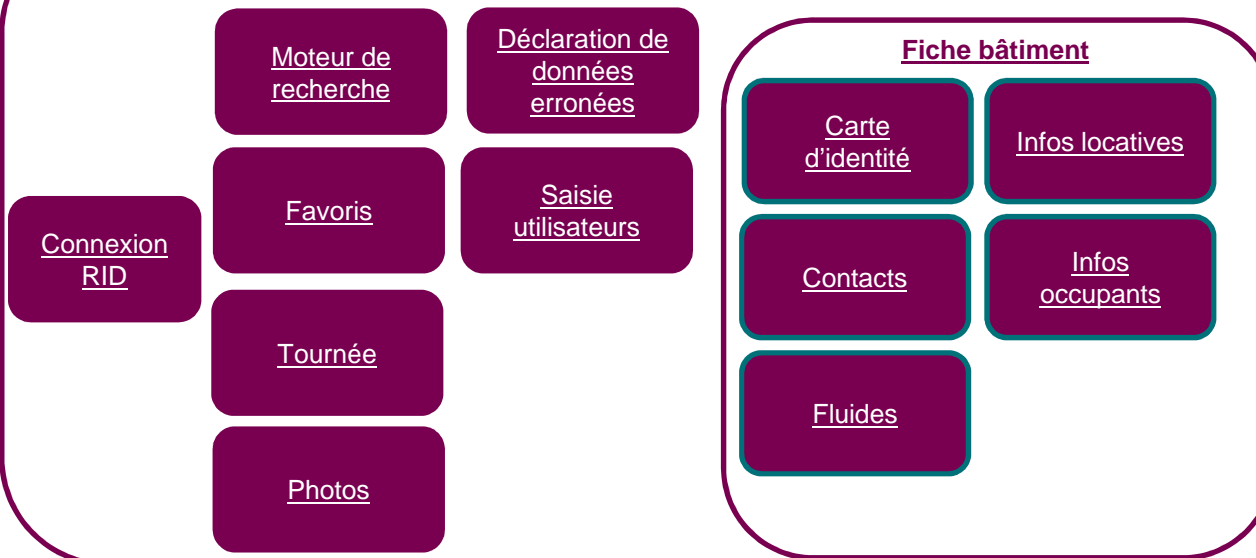 Connexion
RID
Moteur de
recherche
Favoris
Tournée
Photos
Déclaration de
données
erronées
Saisie
utilisateurs
Fiche bâtiment
Carte
d’identité
Infos locatives
Contacts
Infos
occupants
Fluides